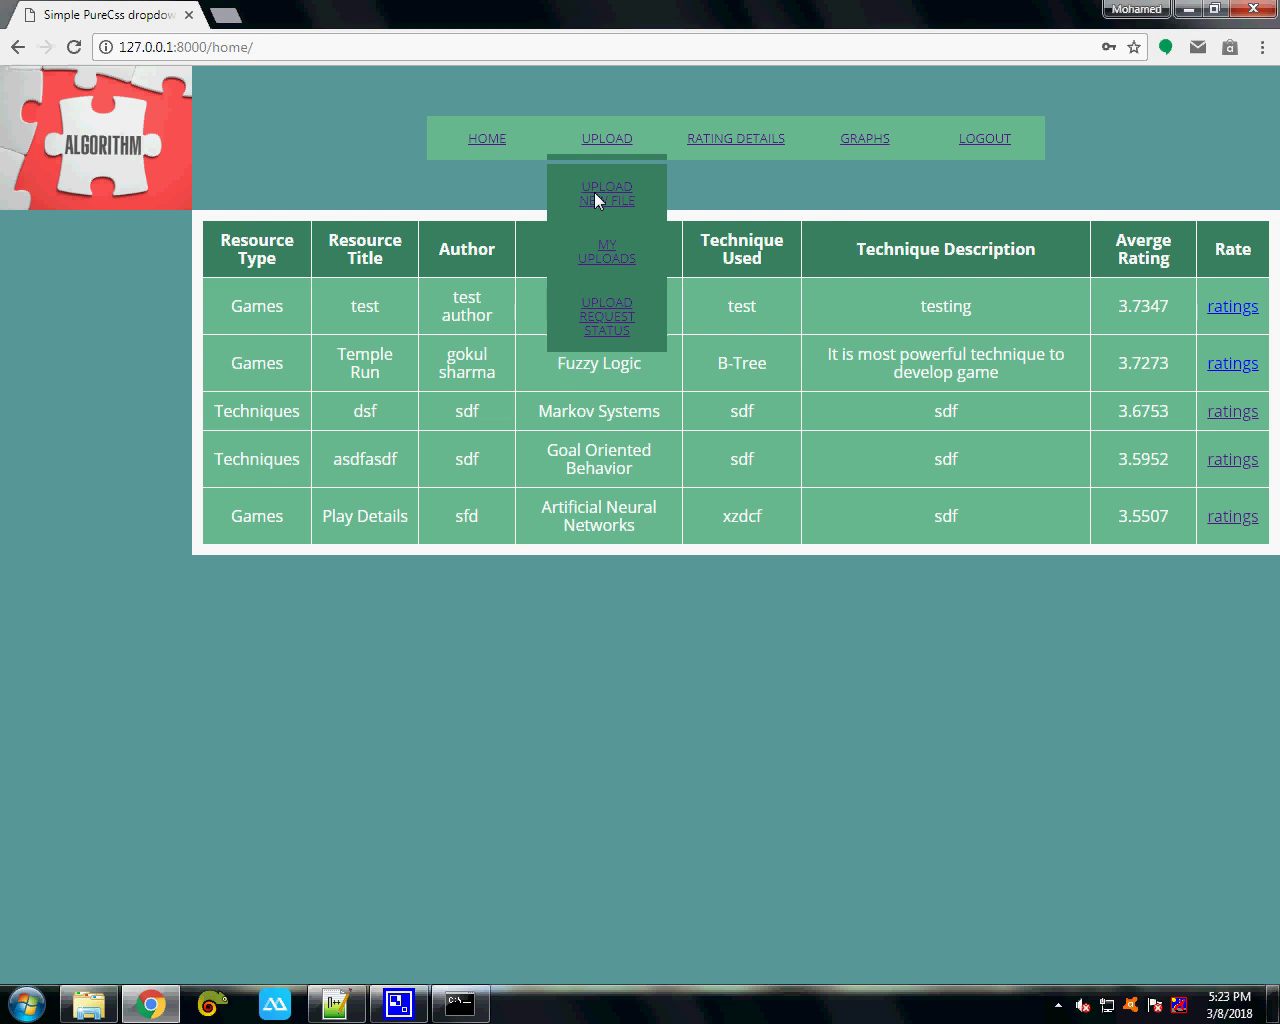 Simple PureCss dropdow
Mohamed
127.0.0.1:8000/home/
ALGORITHM
HOME UPLOAD RATING DETAILS GRAPHS LOGOUT
UPLOAD
NEW FILE
MY
UPLOADS
UPLOAD
REQUEST
STATUS
Resource Type Resource Title Author Technique Used Technique Description Averge Rating Rate
Games test test author test testing 3.7347 ratings
Games Temple Run gokul sharma Fuzzy Logic B-Tree It is most powerful technique to develop game 3.7273 ratings
Techniques dsf sdf Markov Systems sdf sdf 3.6753 ratings
Techniques asdfasdf sdf Goal Oriented Behavior sdf sdf 3.5952 ratings
Games Play Details sfd Artificial Neural Networks xzdcf sdf 3.5507 ratings
5:23 PM
3/8/2018